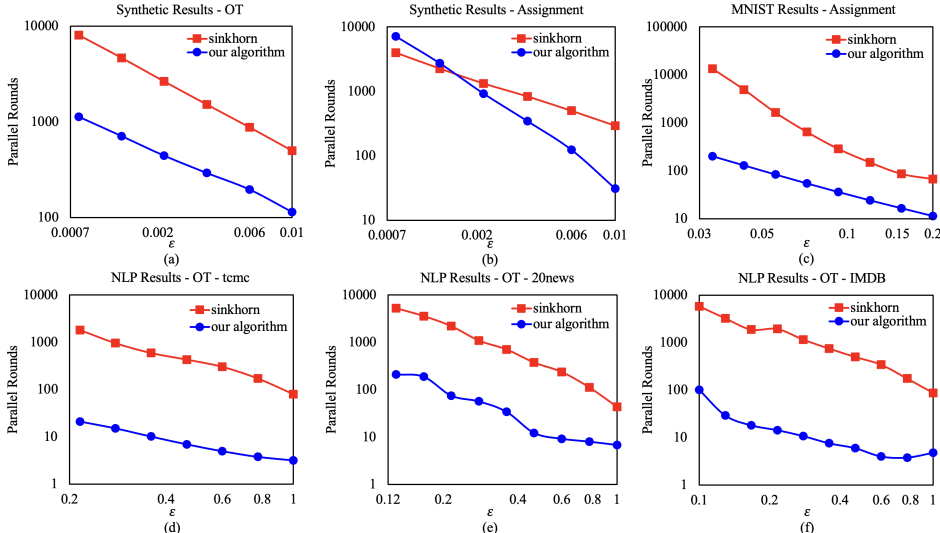 Synthetic Results - OT
10000
1000
100
Parallel Rounds
sinkhorn
our algorithm
0.0007 0.002 0.006 0.01
ε
(a)
Synthetic Results - Assignment
10000
1000
100
10
Parallel Rounds
sinkhorn
our algorithm
0.0007 0.002 0.006 0.01
ε
(b)
MNIST Results - Assignment
100000
10000
1000
100
10
Parallel Rounds
sinkhorn
our algorithm
0.03 0.05 0.1 0.15 0.2
ε
(c)
NLP Results - OT - tcmc
10000
1000
100
10
1
Parallel Rounds
sinkhorn
our algorithm
0.2 0.4 0.6 0.8 1
ε
(d)
NLP Results - OT - 20news
10000
1000
100
10
1
Parallel Rounds
sinkhorn
our algorithm
0.12 0.2 0.4 0.6 0.8 1
ε
(e)
NLP Results - OT - IMDB
10000
1000
100
10
1
Parallel Rounds
sinkhorn
our algorithm
0.1 0.2 0.4 0.6 0.8 1
ε
(f)